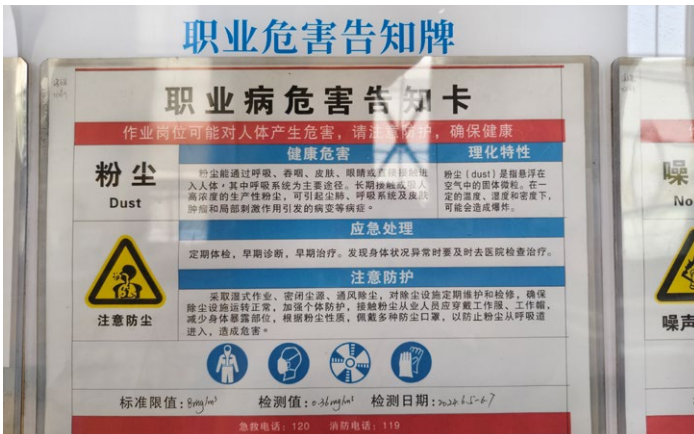 职业危害告知牌
职业病危害告知卡
作业岗位可能对人体产生危害，请注意防护，确保健康
粉尘
Dust
健康危害
粉尘能通过呼吸、吞咽、皮肤、眼睛或直接接触进
入人体，其中呼吸系统为主要途径。长期接触或吸入
高浓度的生产性粉尘，可引起尘肺、呼吸系统及皮肤
肿瘤和局部刺激作用引发的病变等病症。
理化特性
粉尘（dust）是指悬浮在
空气中的固体微粒。在一
定的温度、湿度和密度下，
可能会造成爆炸。
应急处理
定期体检，早期诊断，早期治疗。发现身体状况异常时要及时去医院检查治疗。
注意防尘
注意防护
采取湿式作业、密闭尘源、通风除尘，对除尘设施定期维护和检修，确保
除尘设施运转正常，加强个体防护，接触粉尘从业人员应穿戴工作服、工作帽，
减少身体暴露部位，根据粉尘性质，佩戴多种防尘口罩，以防止粉尘从呼吸道
进入，造成危害。
标准限值：8mg/m³ 检测值：0.36mg/m³ 检测日期：2024.6.5-6.7
急救电话：120 消防电话：119
噪
No
噪声